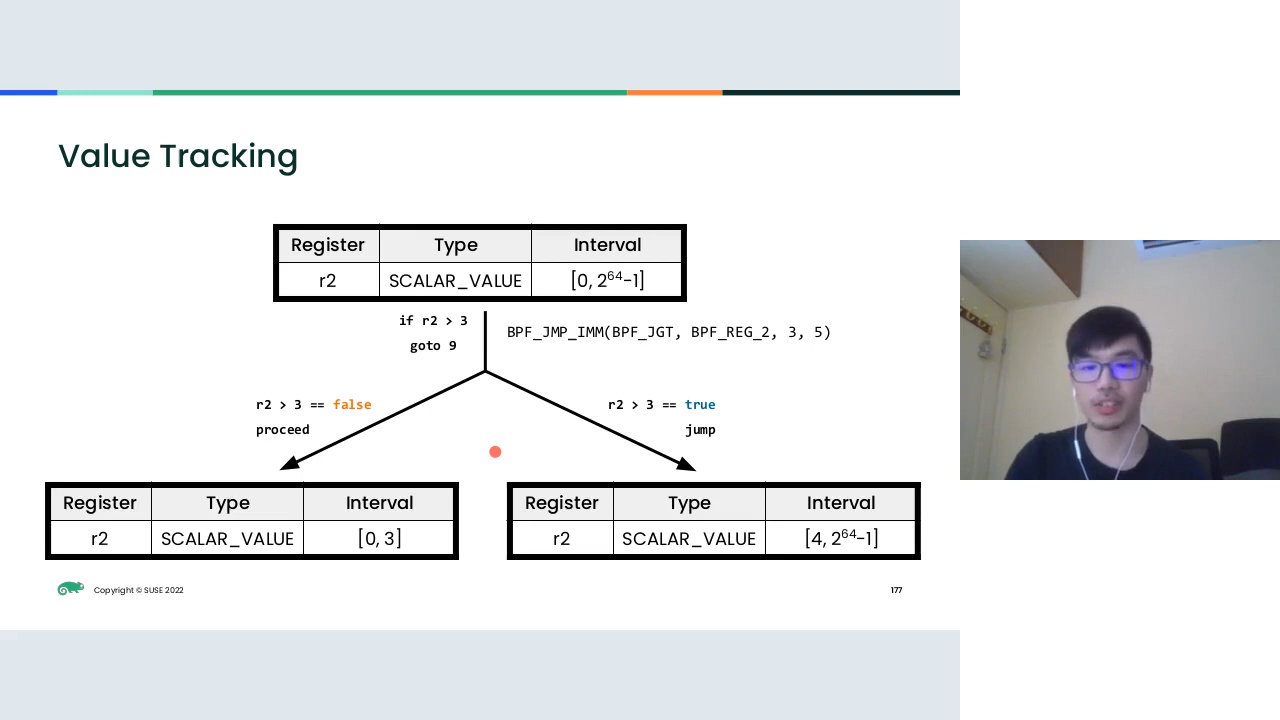 Value Tracking
Register Type Interval
r2 SCALAR_VALUE [0, 2⁶⁴-1]
if r2 > 3
goto 9
BPF_JMP_IMM(BPF_JGT, BPF_REG_2, 3, 5)
r2 > 3 == false
proceed
r2 > 3 == true
jump
Register Type Interval
r2 SCALAR_VALUE [0, 3]
Register Type Interval
r2 SCALAR_VALUE [4, 2⁶⁴-1]
Copyright © SUSE 2022
177